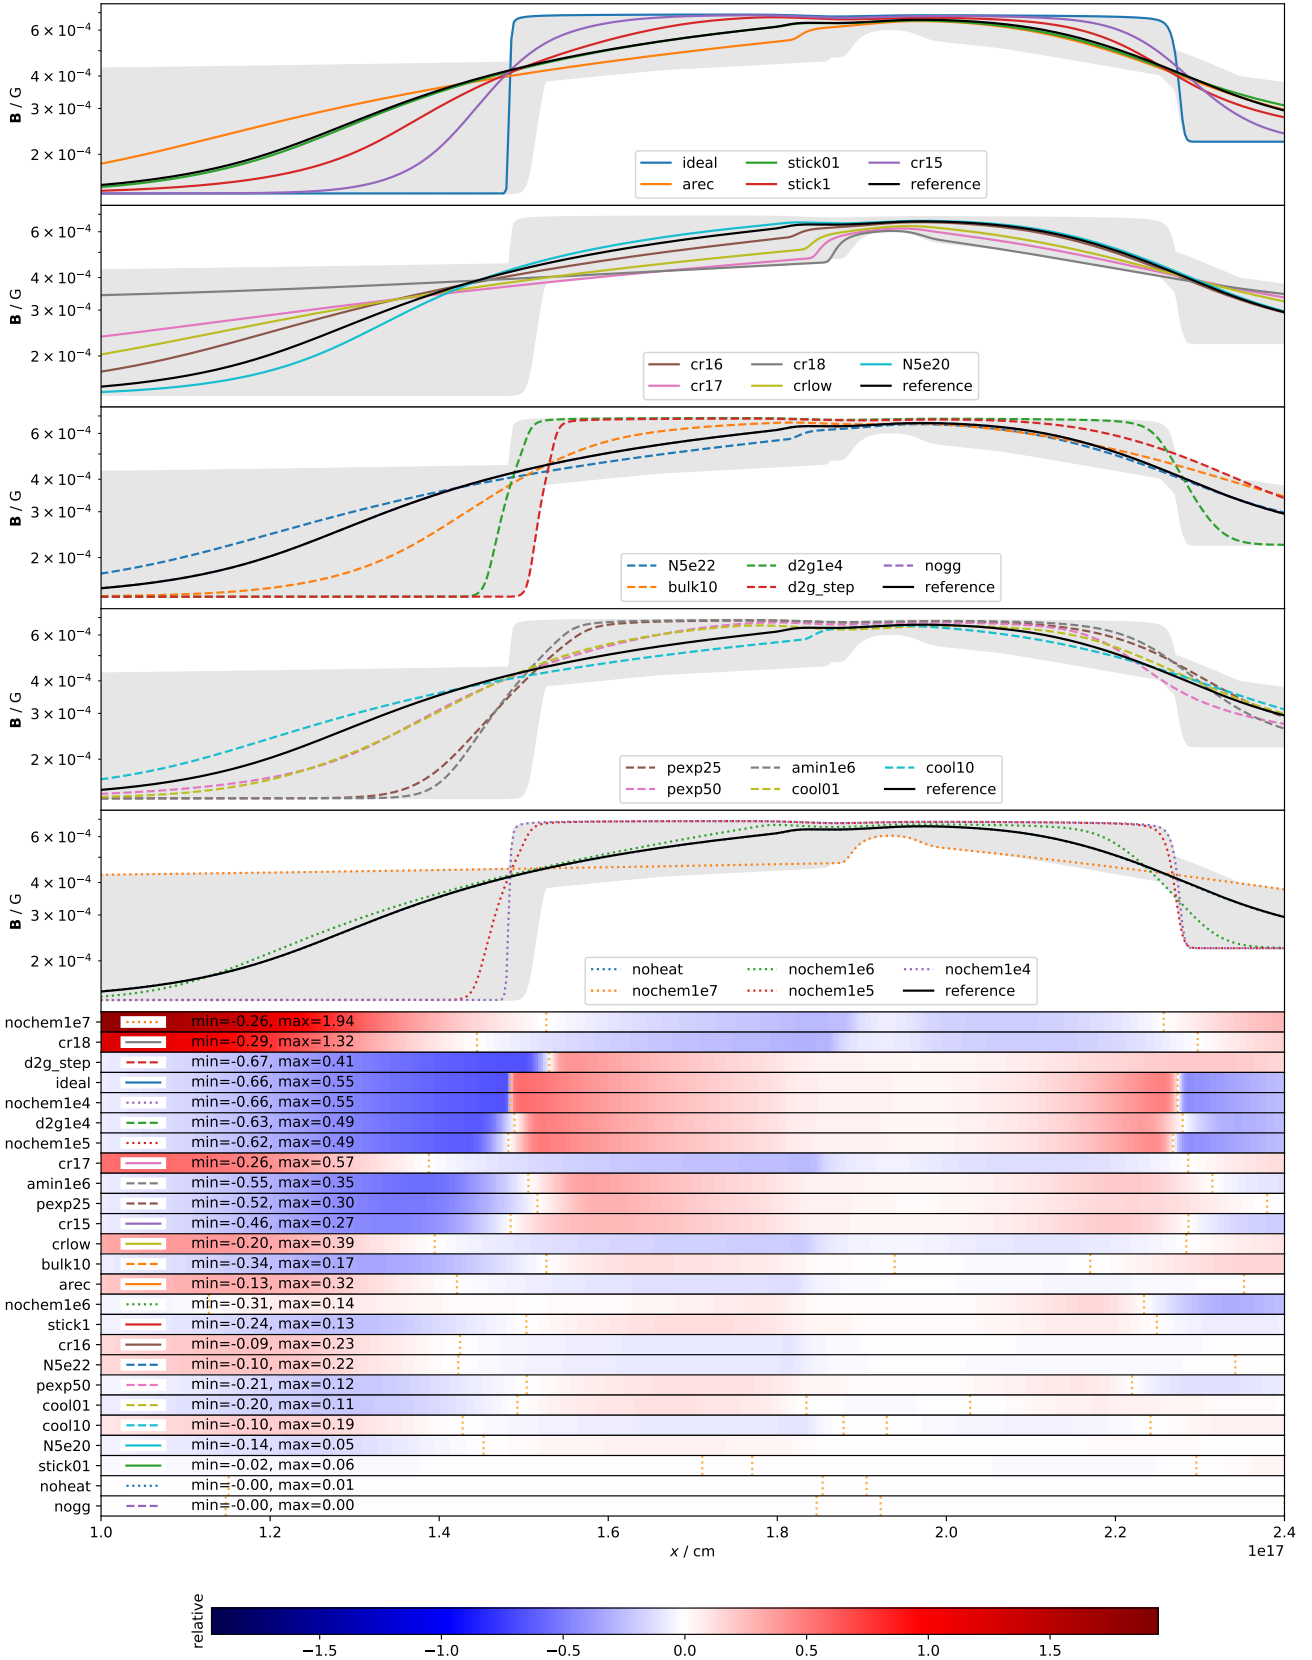 6 × 10⁻⁴
4 × 10⁻⁴
3 × 10⁻⁴
2 × 10⁻⁴
B / G
ideal stick01 cr15
arec stick1 reference
6 × 10⁻⁴
4 × 10⁻⁴
3 × 10⁻⁴
2 × 10⁻⁴
B / G
cr16 cr18 N5e20
cr17 crlow reference
6 × 10⁻⁴
4 × 10⁻⁴
3 × 10⁻⁴
2 × 10⁻⁴
B / G
N5e22 d2g1e4 nogg
bulk10 d2g_step reference
6 × 10⁻⁴
4 × 10⁻⁴
3 × 10⁻⁴
2 × 10⁻⁴
B / G
pexp25 amin1e6 cool10
pexp50 cool01 reference
6 × 10⁻⁴
4 × 10⁻⁴
3 × 10⁻⁴
2 × 10⁻⁴
B / G
noheat nochem1e6 nochem1e4
nochem1e7 nochem1e5 reference
nochem1e7 min=-0.26, max=1.94
cr18 min=-0.29, max=1.32
d2g_step min=-0.67, max=0.41
ideal min=-0.66, max=0.55
nochem1e4 min=-0.66, max=0.55
d2g1e4 min=-0.63, max=0.49
nochem1e5 min=-0.62, max=0.49
cr17 min=-0.26, max=0.57
amin1e6 min=-0.55, max=0.35
pexp25 min=-0.52, max=0.30
cr15 min=-0.46, max=0.27
crlow min=-0.20, max=0.39
bulk10 min=-0.34, max=0.17
arec min=-0.13, max=0.32
nochem1e6 min=-0.31, max=0.14
stick1 min=-0.24, max=0.13
cr16 min=-0.09, max=0.23
N5e22 min=-0.10, max=0.22
pexp50 min=-0.21, max=0.12
cool01 min=-0.20, max=0.11
cool10 min=-0.10, max=0.19
N5e20 min=-0.14, max=0.05
stick01 min=-0.02, max=0.06
noheat min=-0.00, max=0.01
nogg min=-0.00, max=0.00
1.0 1.2 1.4 1.6 1.8 2.0 2.2 2.4
x / cm
1e17
relative
−1.5 −1.0 −0.5 0.0 0.5 1.0 1.5